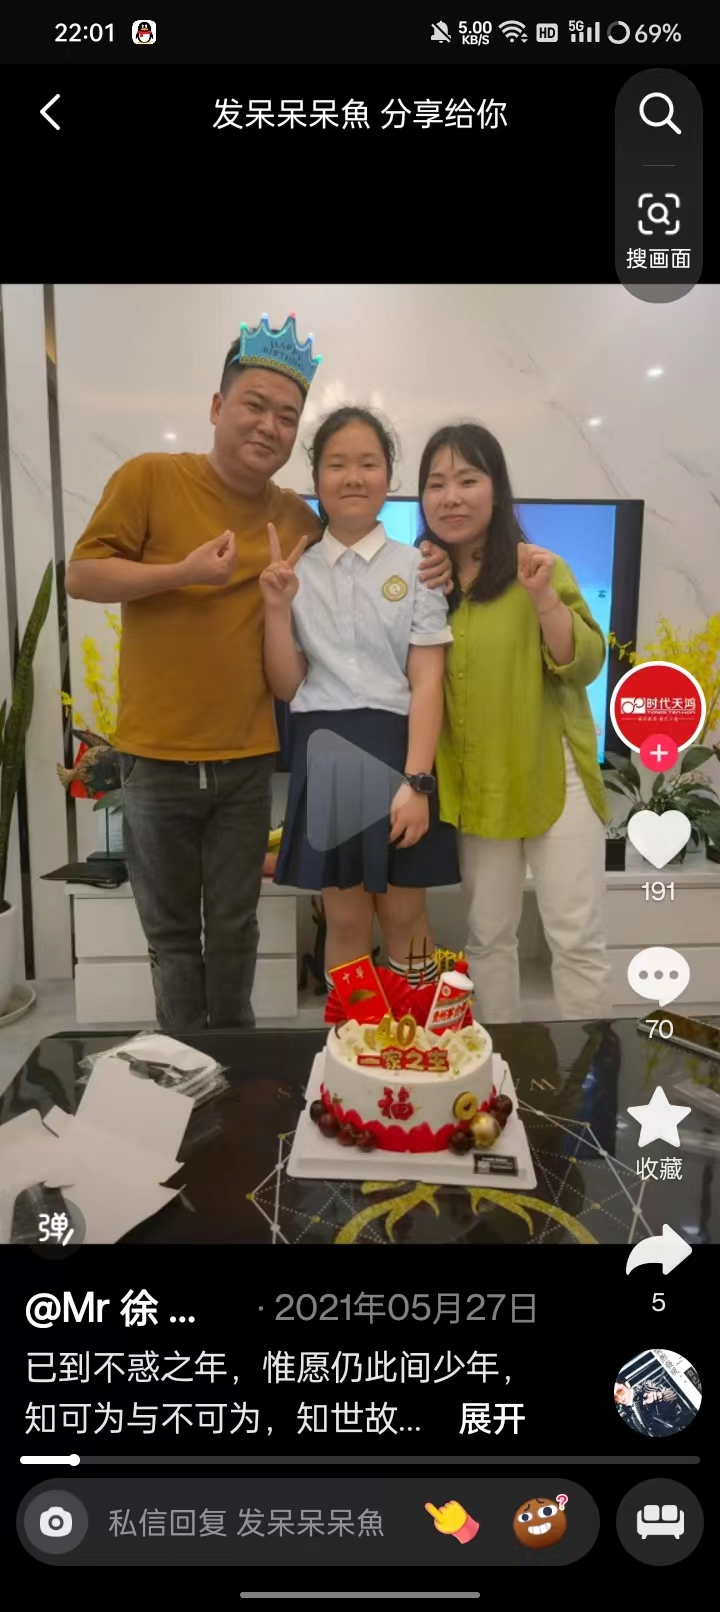 22:01
5.00
KB/S
HD
5G
69%
发呆呆呆魚 分享给你
搜画面
HAPPY
BIRTHDAY
时代天鸿
191
70
中华
40
一家之主
福
收藏
弹
5
@Mr 徐 ...
· 2021年05月27日
已到不惑之年，惟愿仍此间少年，
知可为与不可为，知世故... 展开
私信回复 发呆呆呆魚